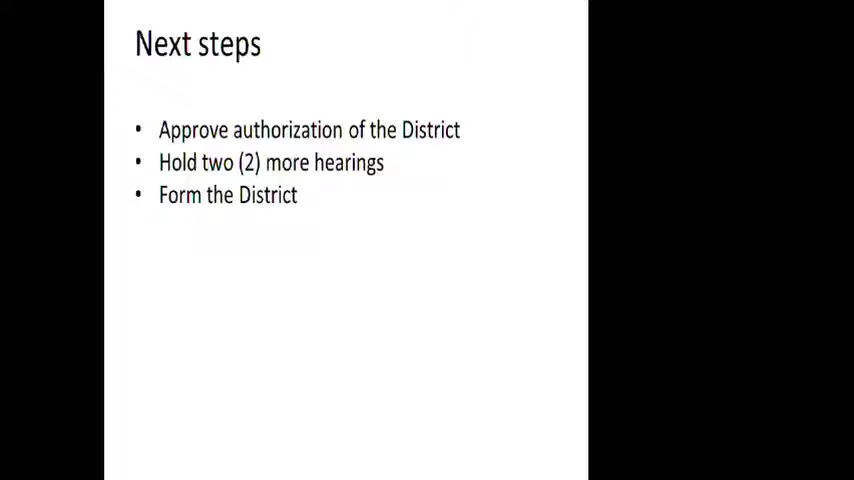 Next steps
• Approve authorization of the District
• Hold two (2) more hearings
• Form the District